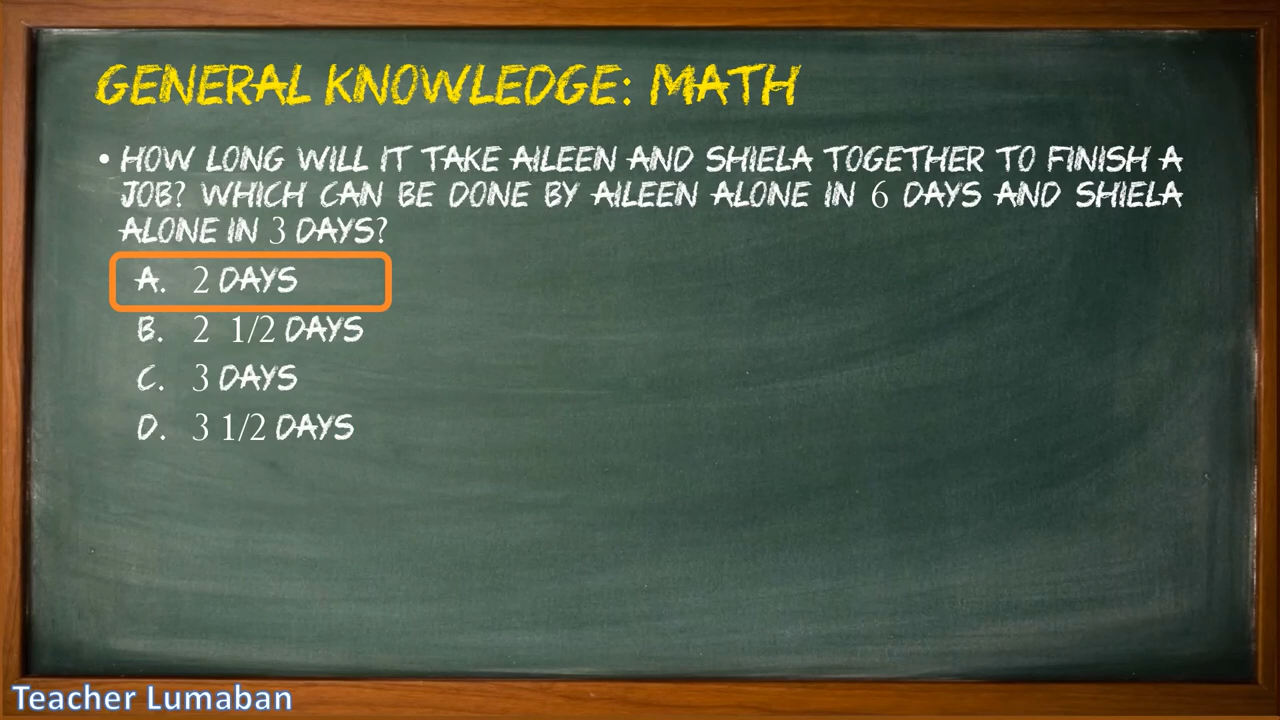 GENERAL KNOWLEDGE: MATH
• HOW LONG WILL IT TAKE AILEEN AND SHIELA TOGETHER TO FINISH A
JOB? WHICH CAN BE DONE BY AILEEN ALONE IN 6 DAYS AND SHIELA
ALONE IN 3 DAYS?
A. 2 DAYS
B. 2 1/2 DAYS
C. 3 DAYS
D. 3 1/2 DAYS
Teacher Lumaban